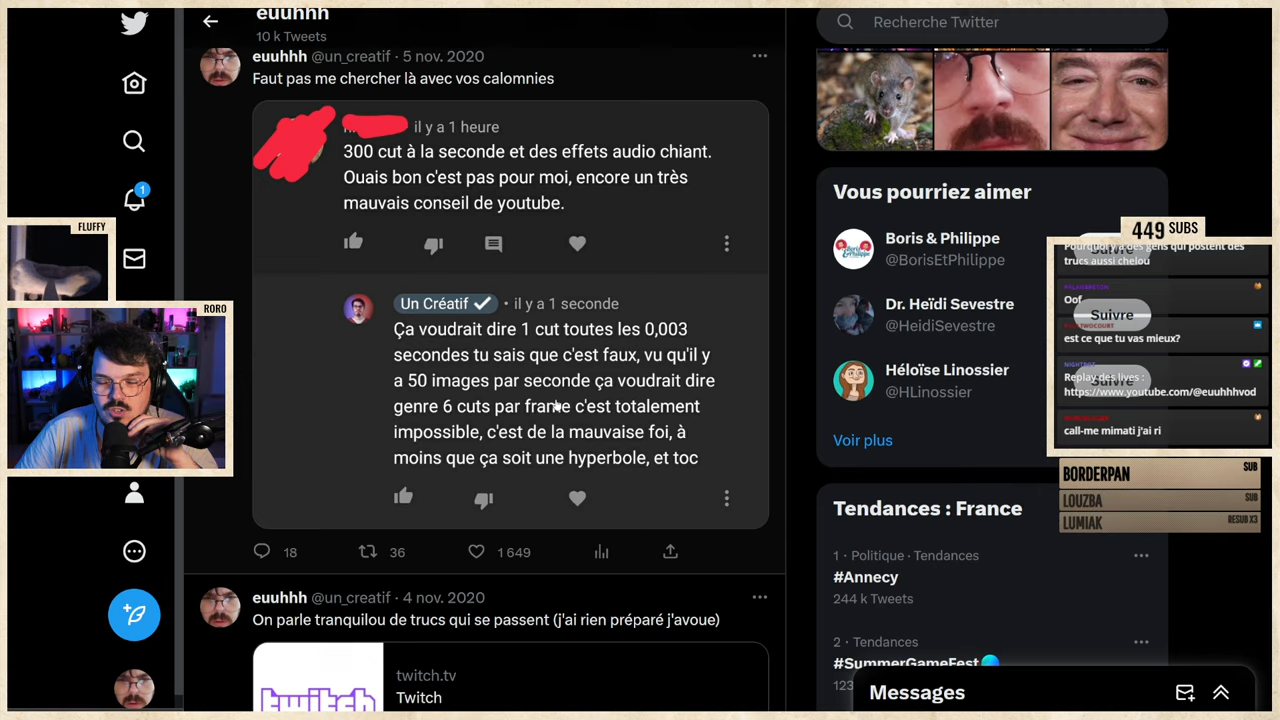 euuhhh
10 k Tweets
euuhhh @un_creatif · 5 nov. 2020
Faut pas me chercher là avec vos calomnies
il y a 1 heure
300 cut à la seconde et des effets audio chiant.
Ouais bon c'est pas pour moi, encore un très
mauvais conseil de youtube.
Un Créatif • il y a 1 seconde
Ça voudrait dire 1 cut toutes les 0,003
secondes tu sais que c'est faux, vu qu'il y
a 50 images par seconde ça voudrait dire
genre 6 cuts par frame c'est totalement
impossible, c'est de la mauvaise foi, à
moins que ça soit une hyperbole, et toc
18 36 1 649
euuhhh @un_creatif · 4 nov. 2020
On parle tranquilou de trucs qui se passent (j'ai rien préparé j'avoue)
twitch
twitch.tv
Twitch
1
FLUFFY
RORO
Recherche Twitter
Vous pourriez aimer
Boris & Philippe
@BorisEtPhilippe
Suivre
Dr. Heïdi Sevestre
@HeidiSevestre
Suivre
Héloïse Linossier
@HLinossier
Suivre
Voir plus
Tendances : France
1 · Politique · Tendances
#Annecy
244 k Tweets
2 · Tendances
#SummerGameFest
123
Messages
449 SUBS
Pourquoi y a des gens qui postent des
trucs aussi chelou
Oof
est ce que tu vas mieux?
Replay des lives :
https://www.youtube.com/@euuhhhvod
call-me mimati j'ai ri
BORDERPAN SUB
LOUZBA SUB
LUMIAK RESUB X3